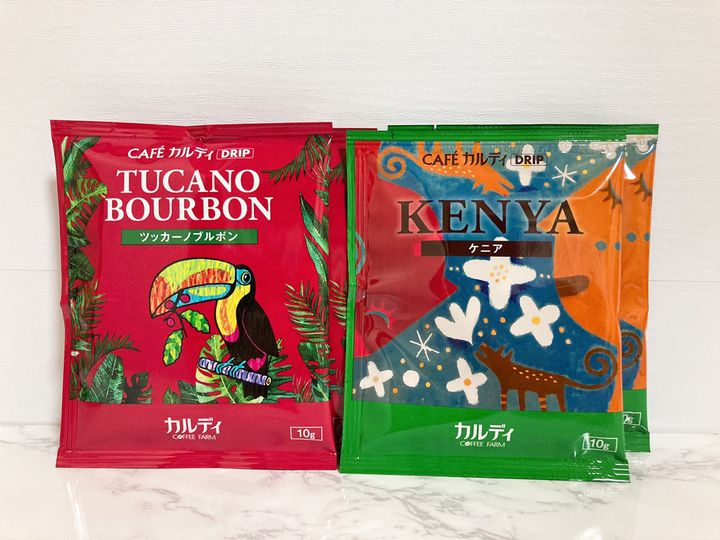 CAFÉ カルディ DRIP
TUCANO
BOURBON
ツッカーノブルボン
カルディ
COFFEE FARM
10g
CAFÉ カルディ DRIP
KENYA
ケニア
カルディ
COFFEE FARM
10g
0g